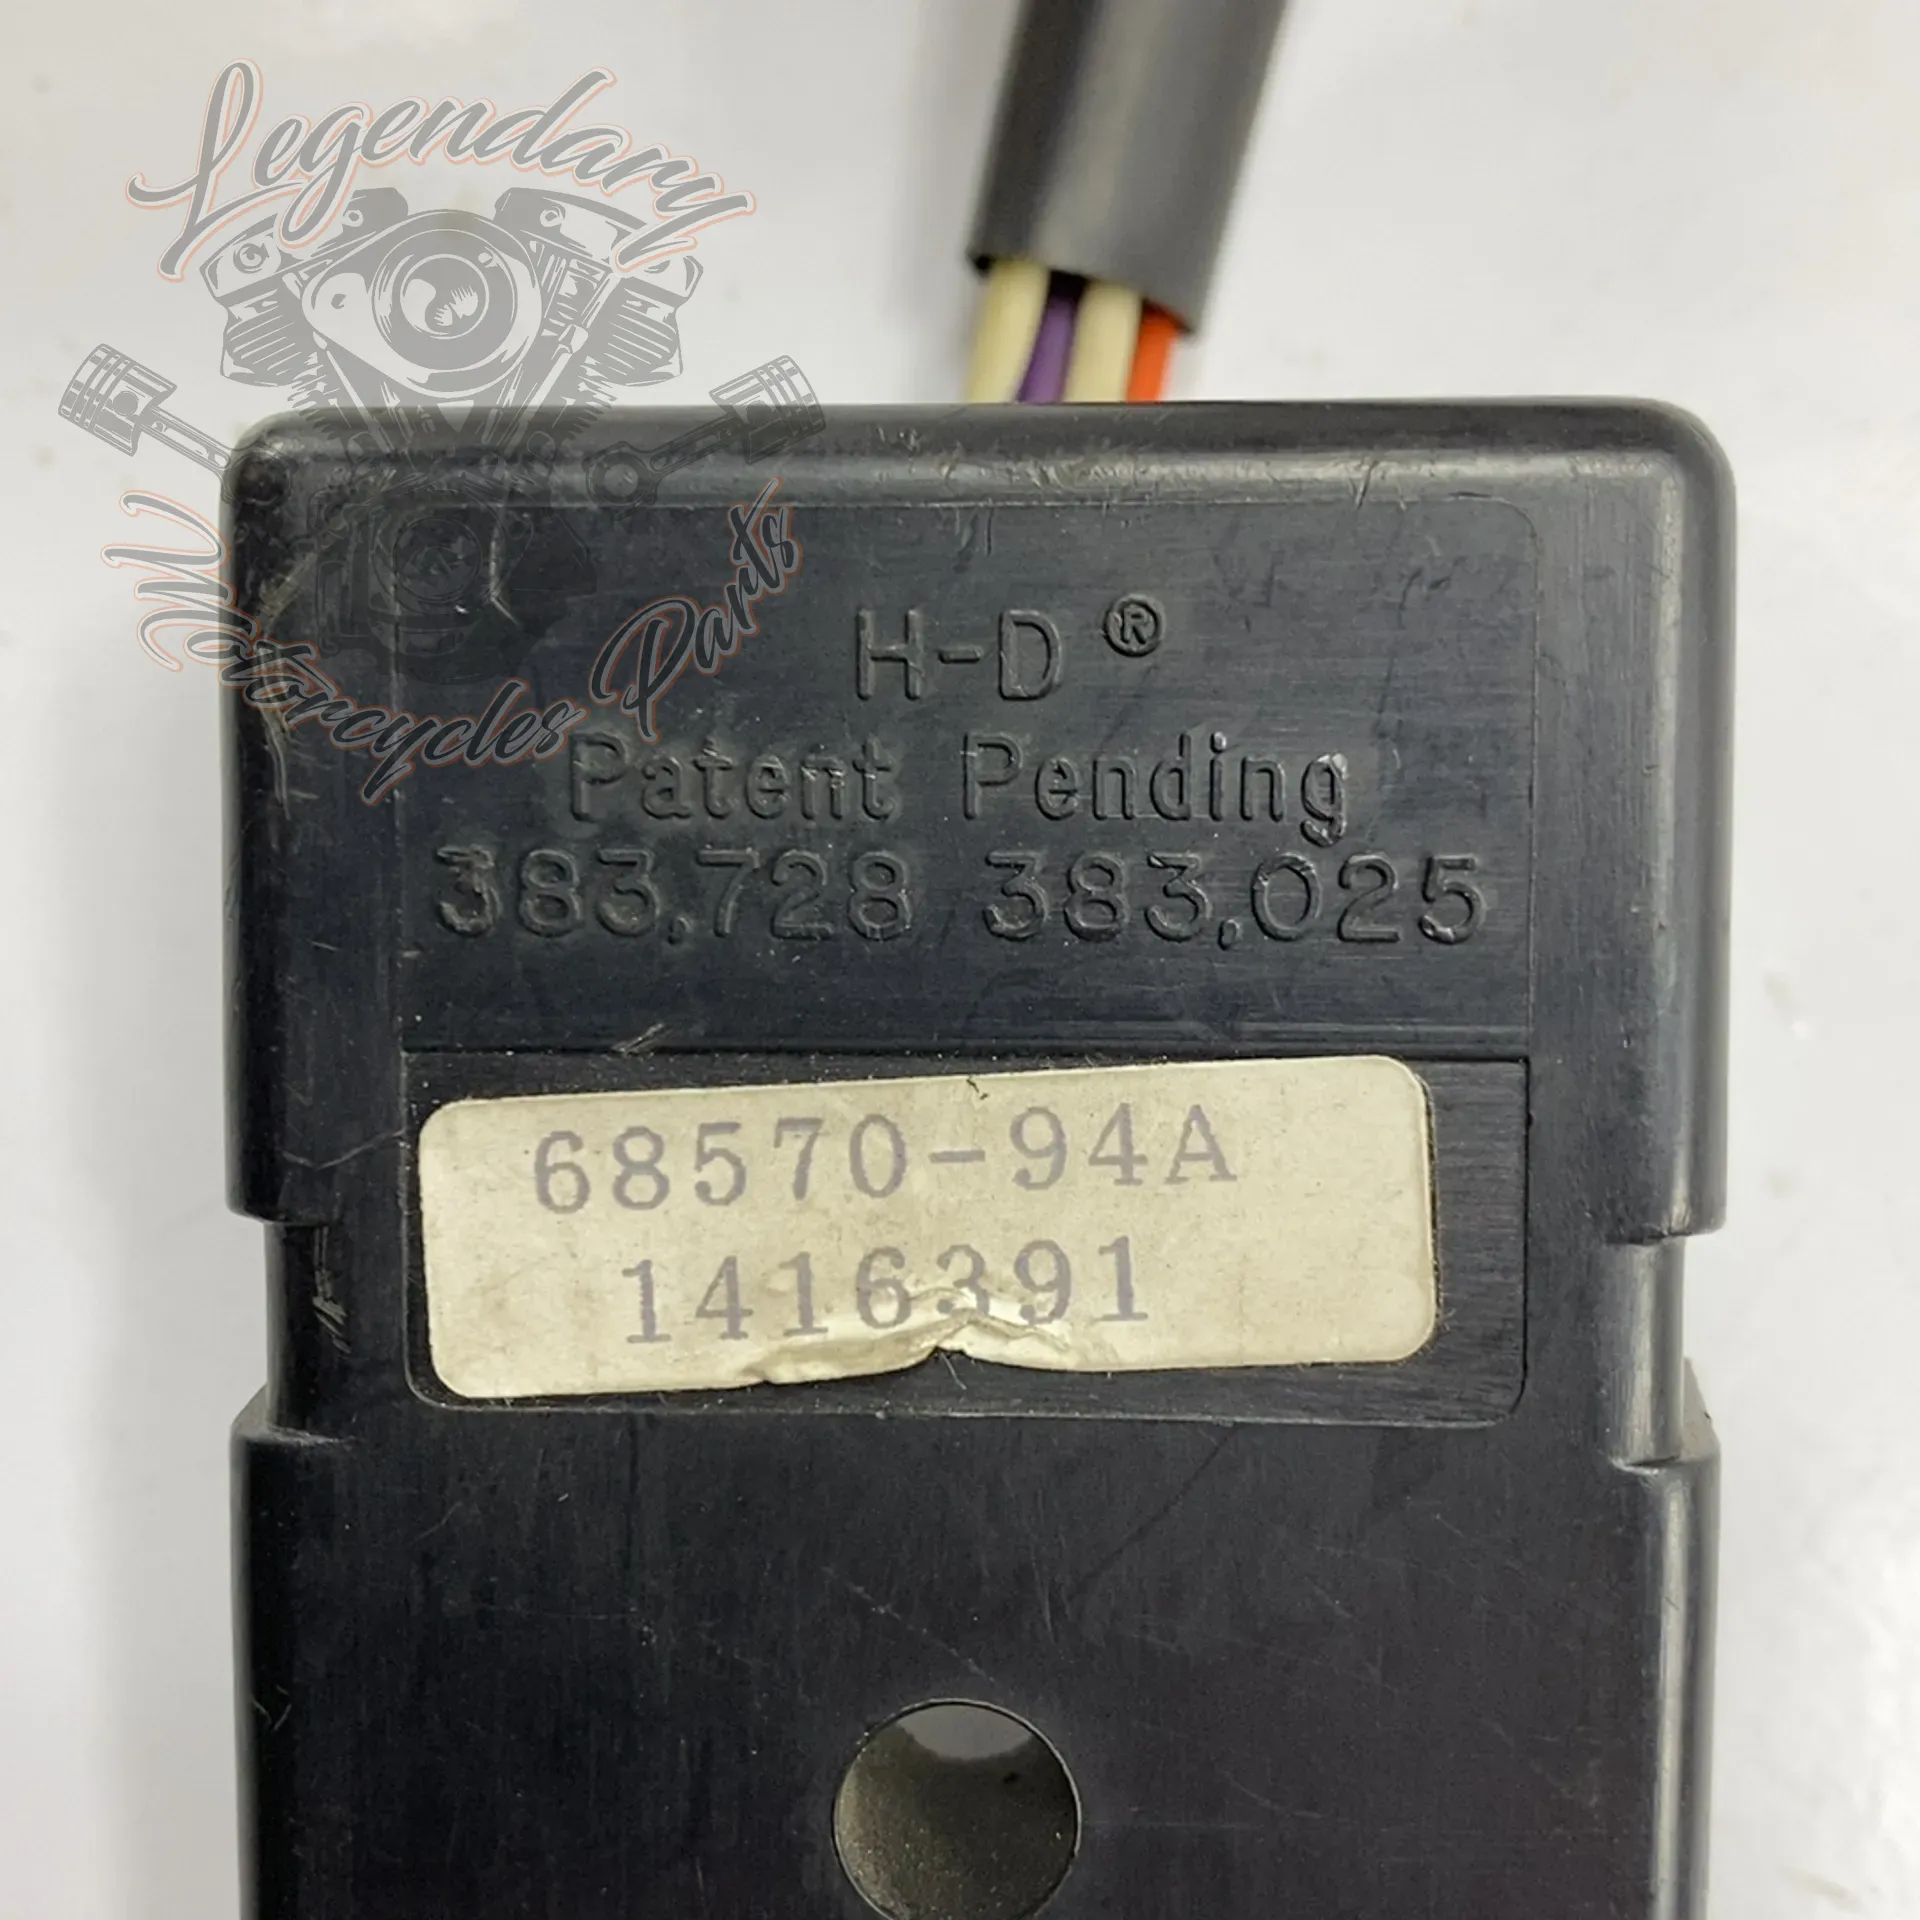 Legendary
Motorcycles Parts
H-D®
Patent Pending
383,728 383,025
68570-94A
1416391